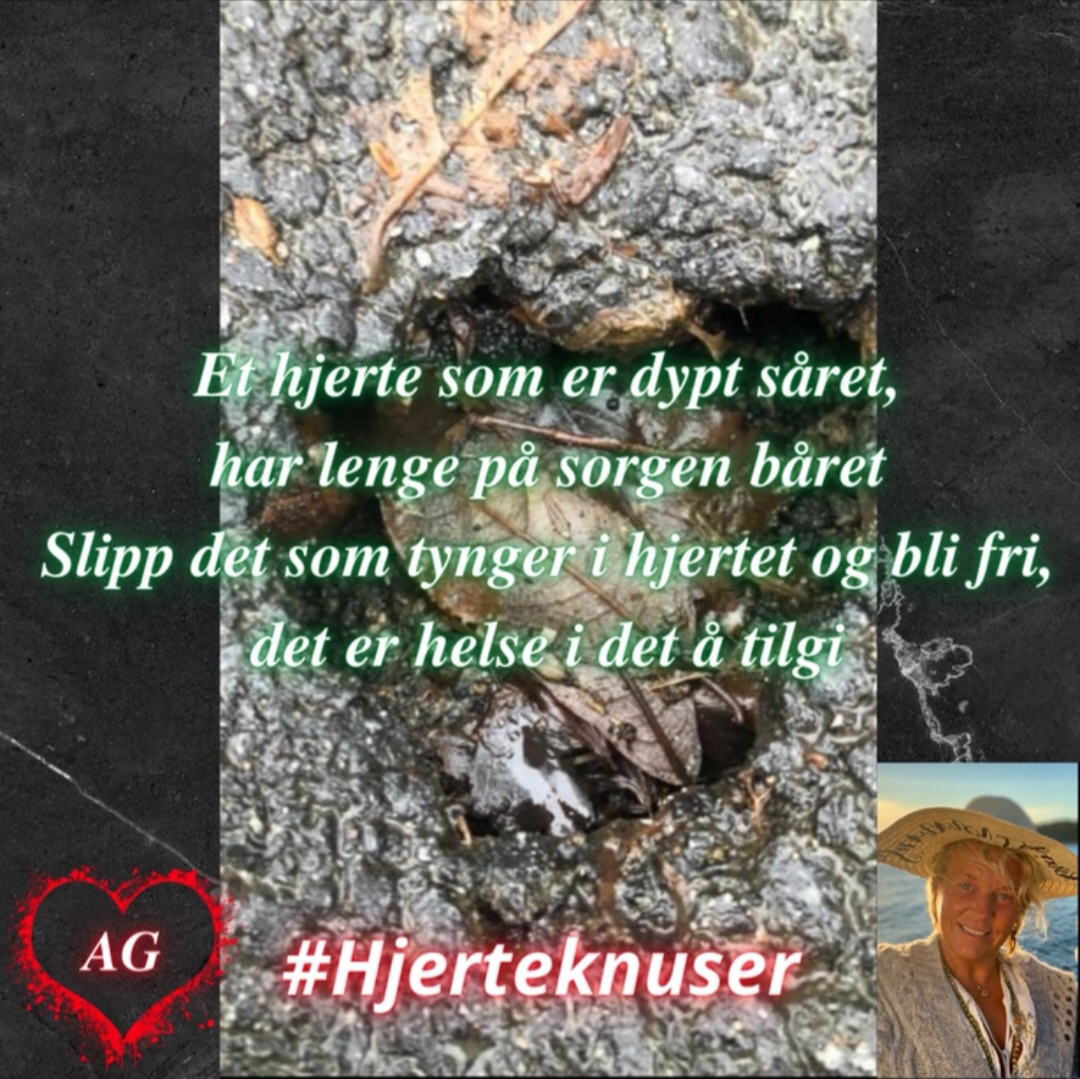 Et hjerte som er dypt såret,
har lenge på sorgen båret
Slipp det som tynger i hjertet og bli fri,
det er helse i det å tilgi
AG
#Hjerteknuser